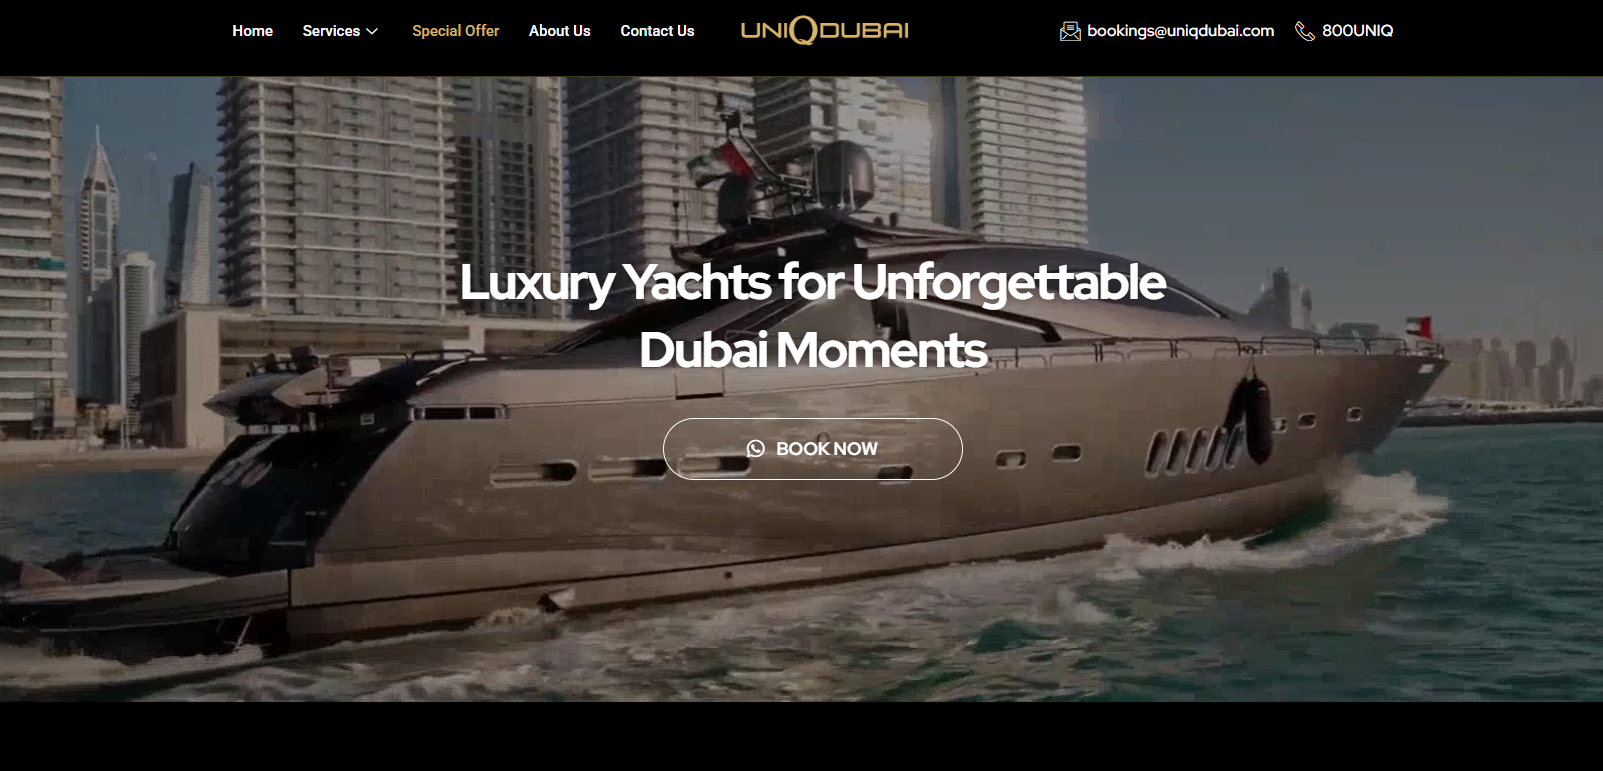 Home Services Special Offer About Us Contact Us UNIQDUBAI bookings@uniqdubai.com 800UNIQ
Luxury Yachts for Unforgettable
Dubai Moments
BOOK NOW